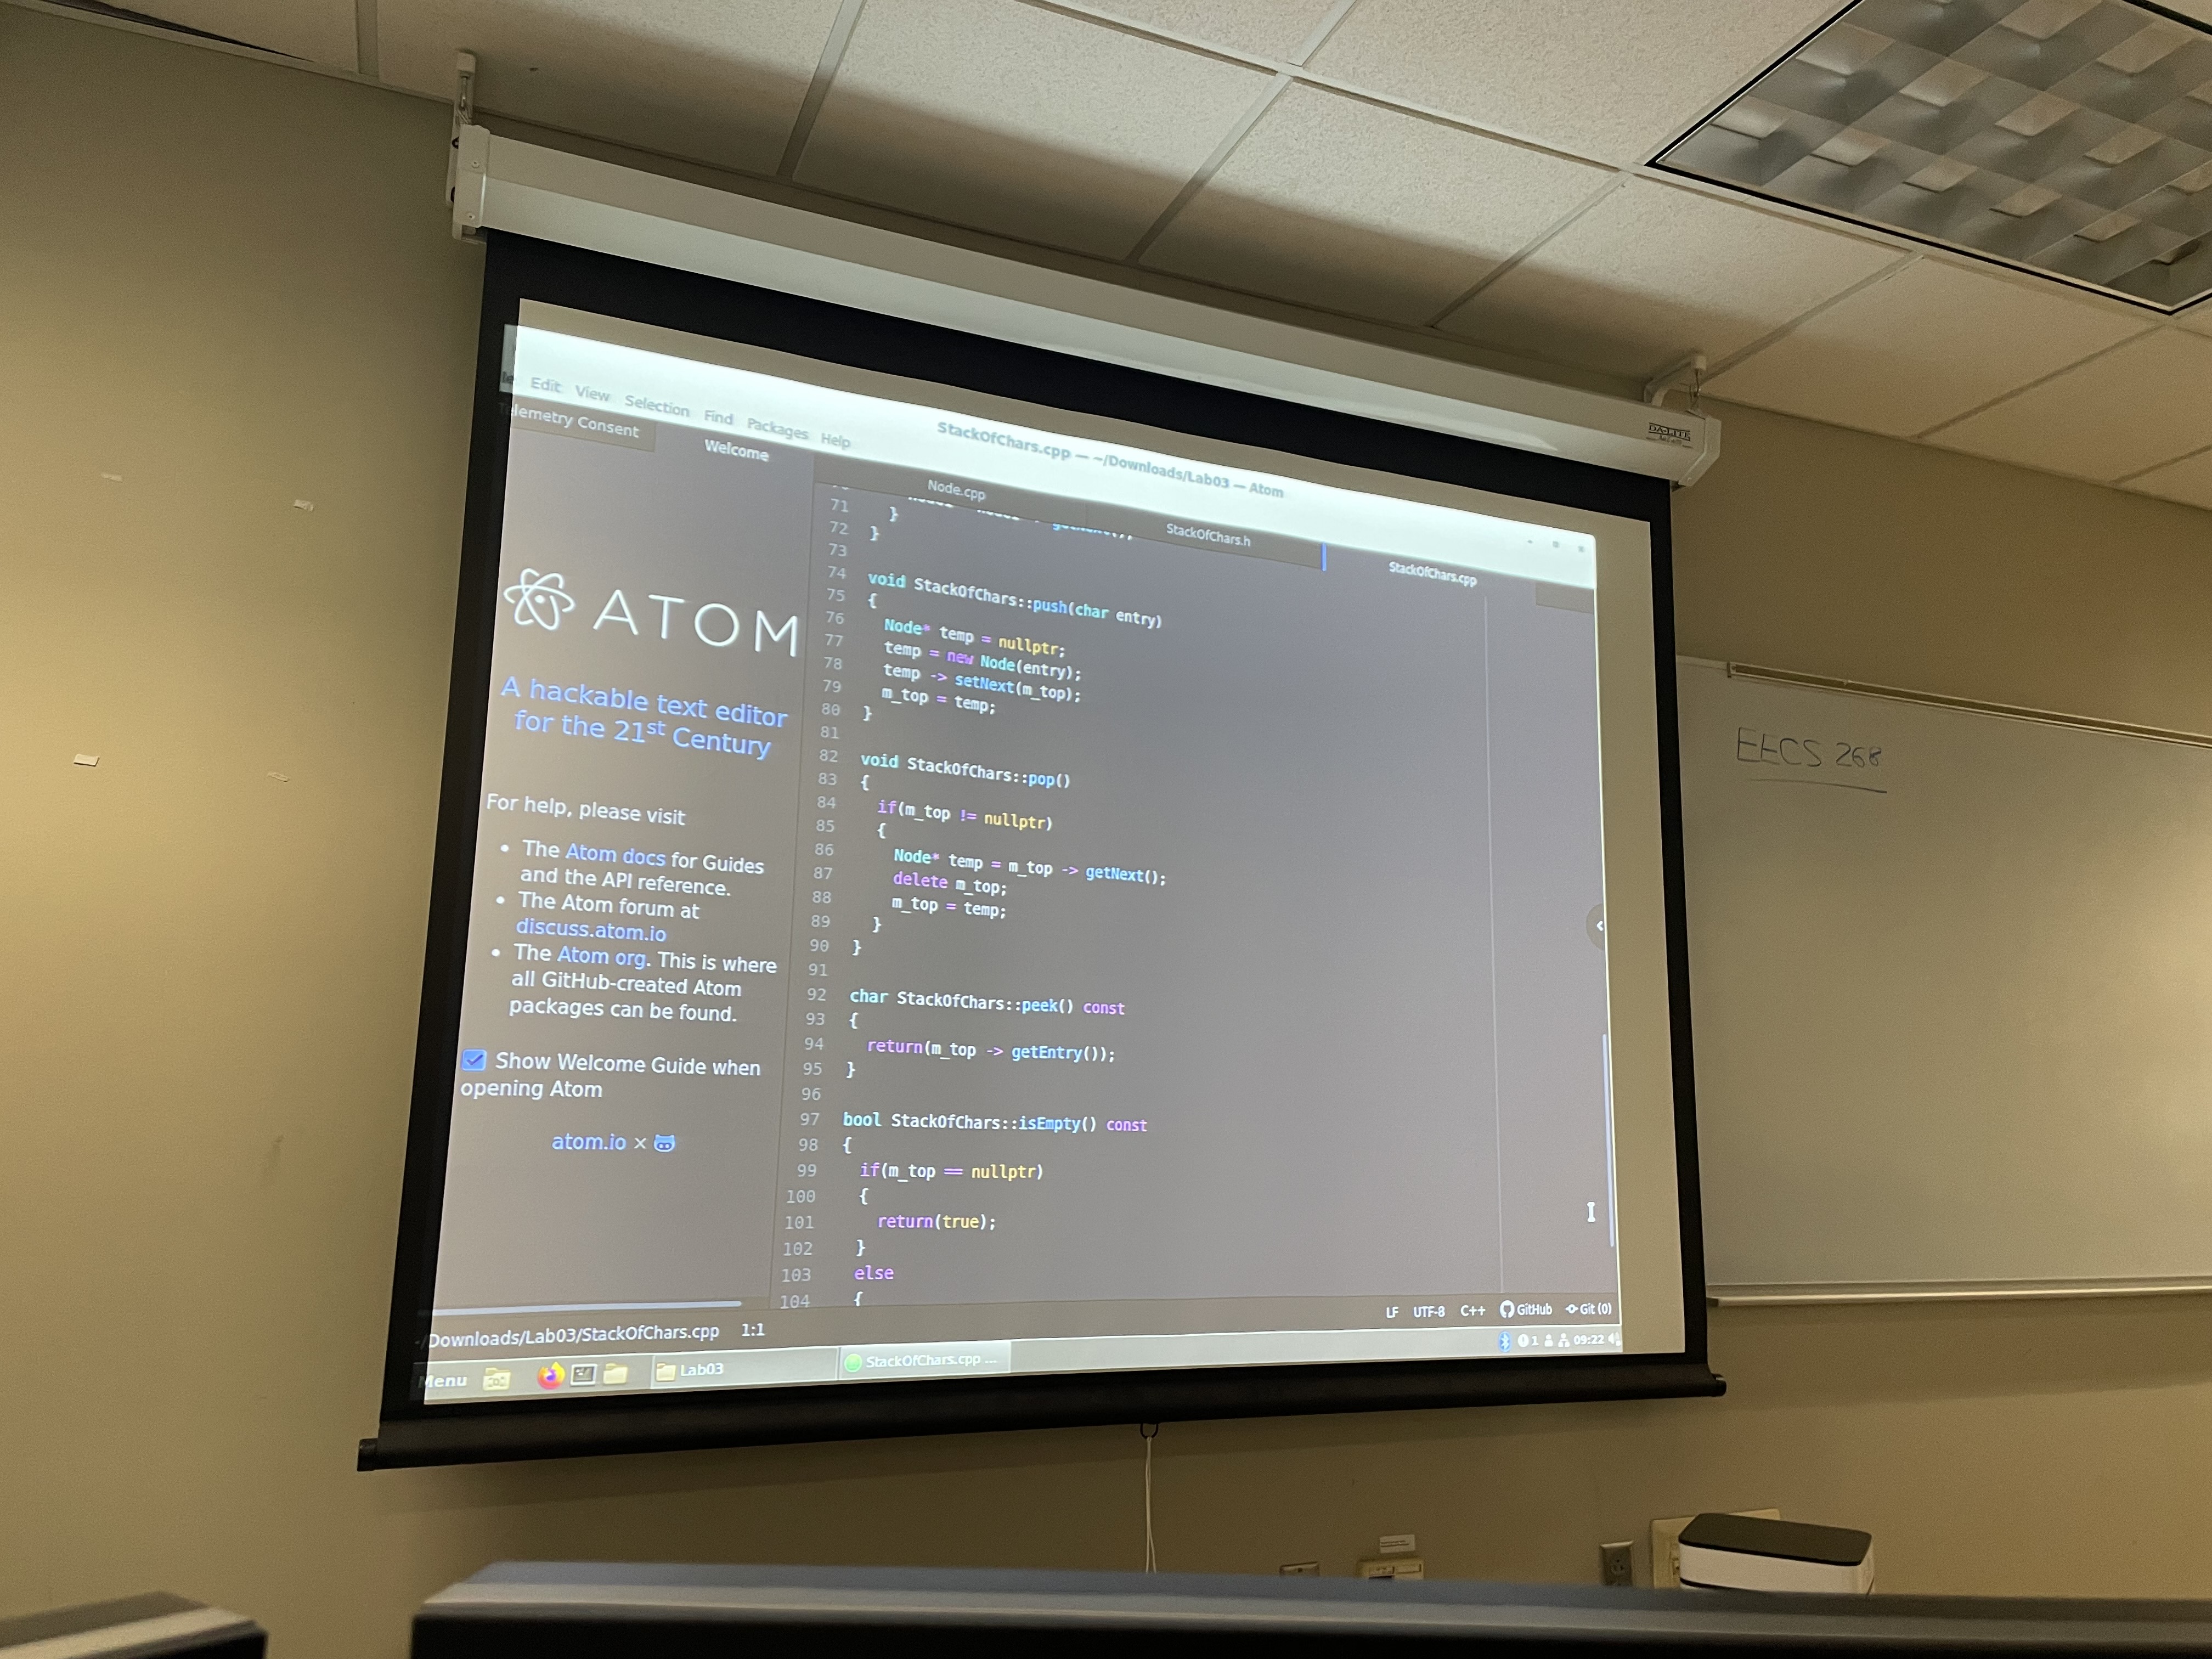 Edit View Selection Find Packages Help
StackOfChars.cpp — ~/Downloads/Lab03 — Atom
Telemetry Consent
Welcome
Node.cpp
StackOfChars.h
StackOfChars.cpp
ATOM
A hackable text editor
for the 21st Century
For help, please visit
• The Atom docs for Guides
and the API reference.
• The Atom forum at
discuss.atom.io
• The Atom org. This is where
all GitHub-created Atom
packages can be found.
Show Welcome Guide when
opening Atom
atom.io ×
71 }
72 }
73
74 void StackOfChars::push(char entry)
75 {
76 Node* temp = nullptr;
77 temp = new Node(entry);
78 temp -> setNext(m_top);
79 m_top = temp;
80 }
81
82 void StackOfChars::pop()
83 {
84 if(m_top != nullptr)
85 {
86 Node* temp = m_top -> getNext();
87 delete m_top;
88 m_top = temp;
89 }
90 }
91
92 char StackOfChars::peek() const
93 {
94 return(m_top -> getEntry());
95 }
96
97 bool StackOfChars::isEmpty() const
98 {
99 if(m_top == nullptr)
100 {
101 return(true);
102 }
103 else
104 {
~/Downloads/Lab03/StackOfChars.cpp 1:1
LF UTF-8 C++ GitHub Git (0)
Menu
Lab03
StackOfChars.cpp ...
1
09:22
DA-LITE
EECS 268